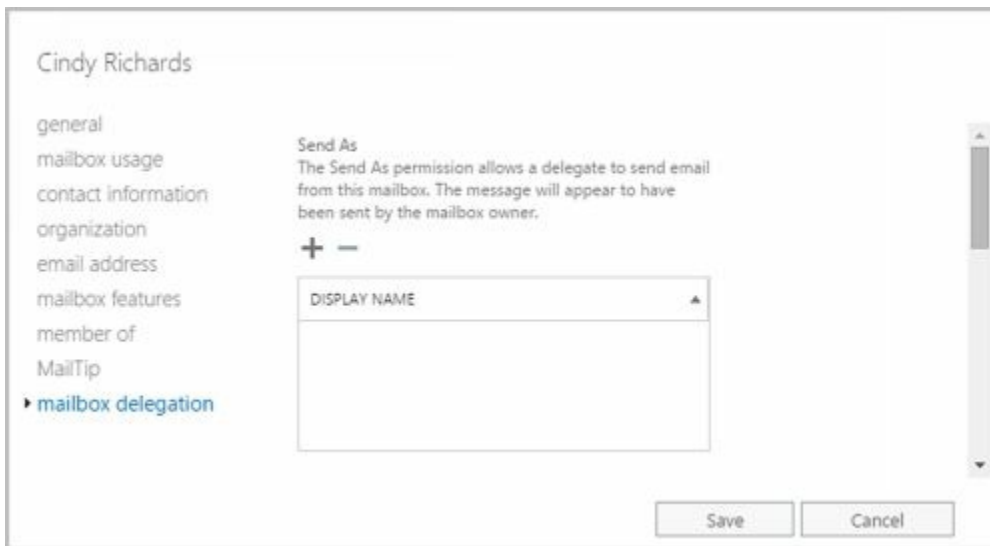 Cindy Richards
general
mailbox usage
contact information
organization
email address
mailbox features
member of
MailTip
mailbox delegation
Send As
The Send As permission allows a delegate to send email
from this mailbox. The message will appear to have
been sent by the mailbox owner.
DISPLAY NAME
Save
Cancel